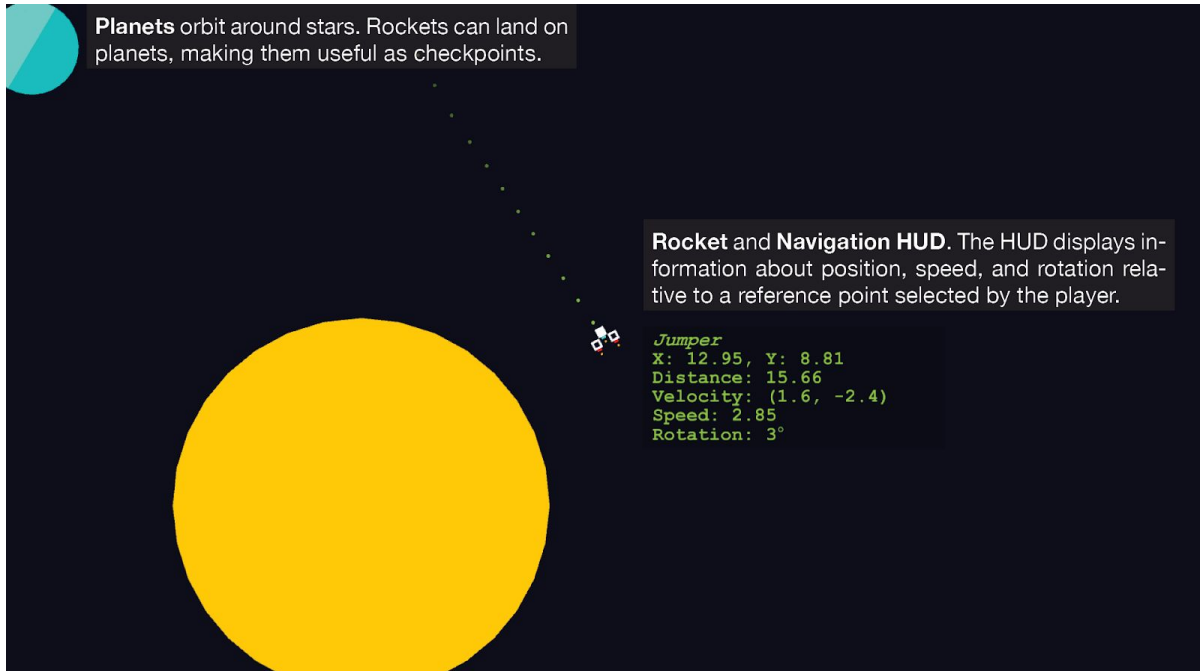 Planets orbit around stars. Rockets can land on
planets, making them useful as checkpoints.
Rocket and Navigation HUD. The HUD displays in-
formation about position, speed, and rotation rela-
tive to a reference point selected by the player.
Jumper
X: 12.95, Y: 8.81
Distance: 15.66
Velocity: (1.6, -2.4)
Speed: 2.85
Rotation: 3°